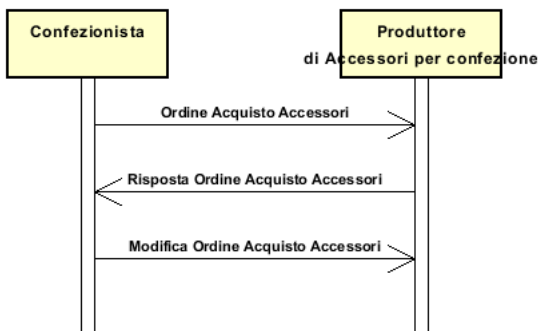 Confezionista
Produttore
di Accessori per confezione
Ordine Acquisto Accessori
Risposta Ordine Acquisto Accessori
Modifica Ordine Acquisto Accessori